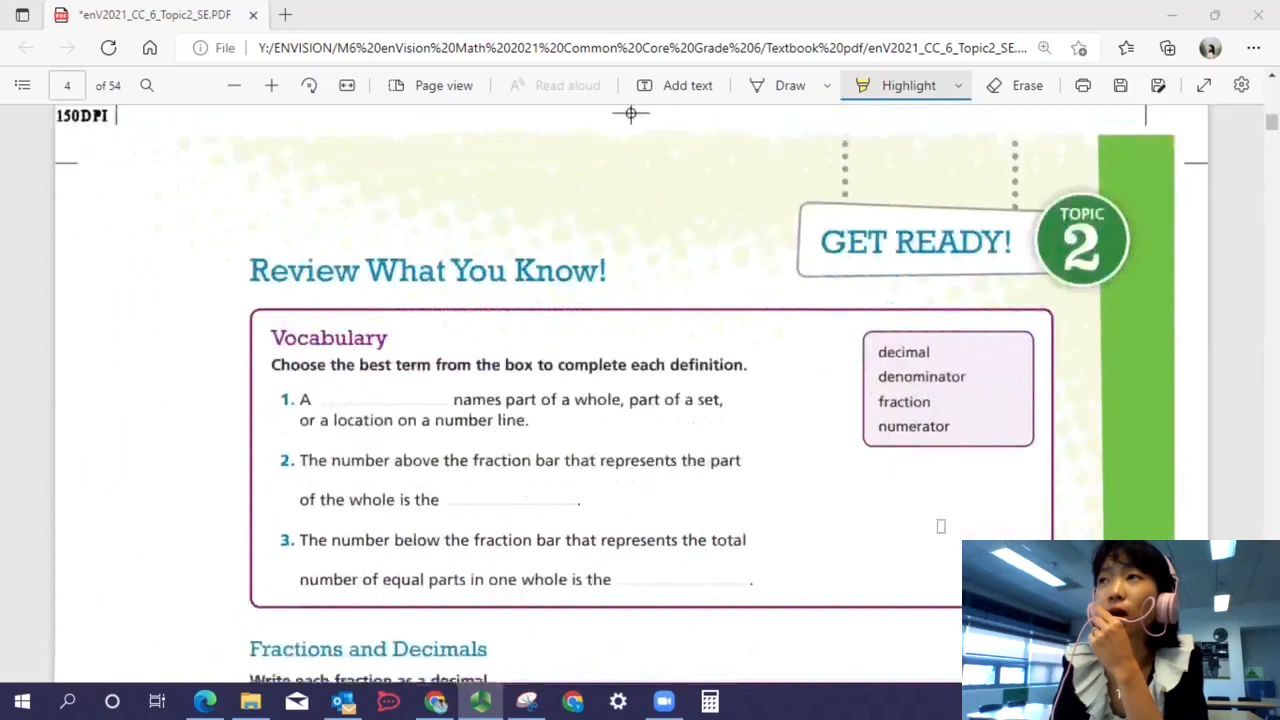 *enV2021_CC_6_Topic2_SE.PDF
File
Y:/ENVISION/M6%20enVision%20Math%202021%20Common%20Core%20Grade%206/Textbook%20pdf/enV2021_CC_6_Topic2_SE....
4 of 54
Page view
Read aloud
Add text
Draw
Highlight
Erase
150DPI
GET READY!
TOPIC
2
Review What You Know!
Vocabulary
Choose the best term from the box to complete each definition.
decimal
denominator
fraction
numerator
1. A names part of a whole, part of a set,
or a location on a number line.
2. The number above the fraction bar that represents the part
of the whole is the .
3. The number below the fraction bar that represents the total
number of equal parts in one whole is the .
Fractions and Decimals
Write each fraction as a decimal